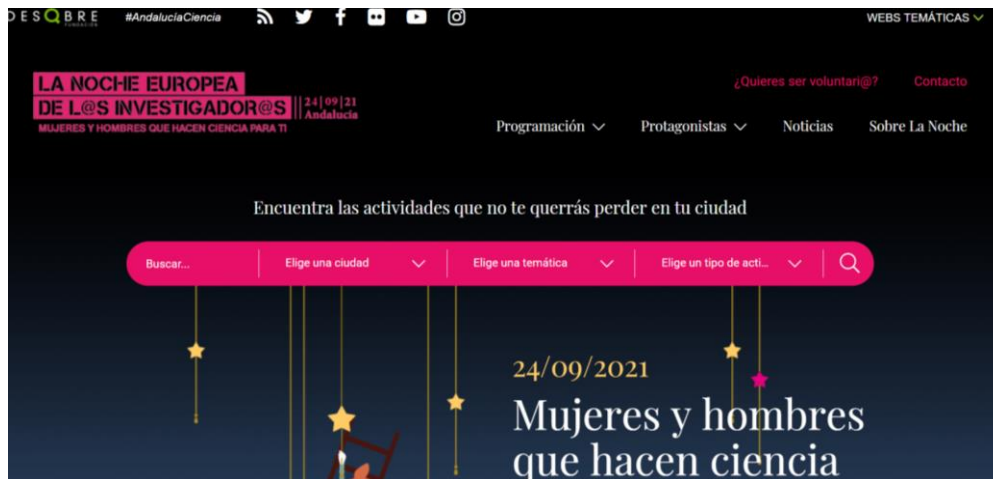 DESQBRE
FUNDACIÓN
#AndaluciaCiencia
WEBS TEMÁTICAS
LA NOCHE EUROPEA
DE L@S INVESTIGADOR@S
24|09|21
Andalucía
MUJERES Y HOMBRES QUE HACEN CIENCIA PARA TI
¿Quieres ser voluntari@?
Contacto
Programación
Protagonistas
Noticias
Sobre La Noche
Encuentra las actividades que no te querrás perder en tu ciudad
Buscar...
Elige una ciudad
Elige una temática
Elige un tipo de acti...
24/09/2021
Mujeres y hombres
que hacen ciencia